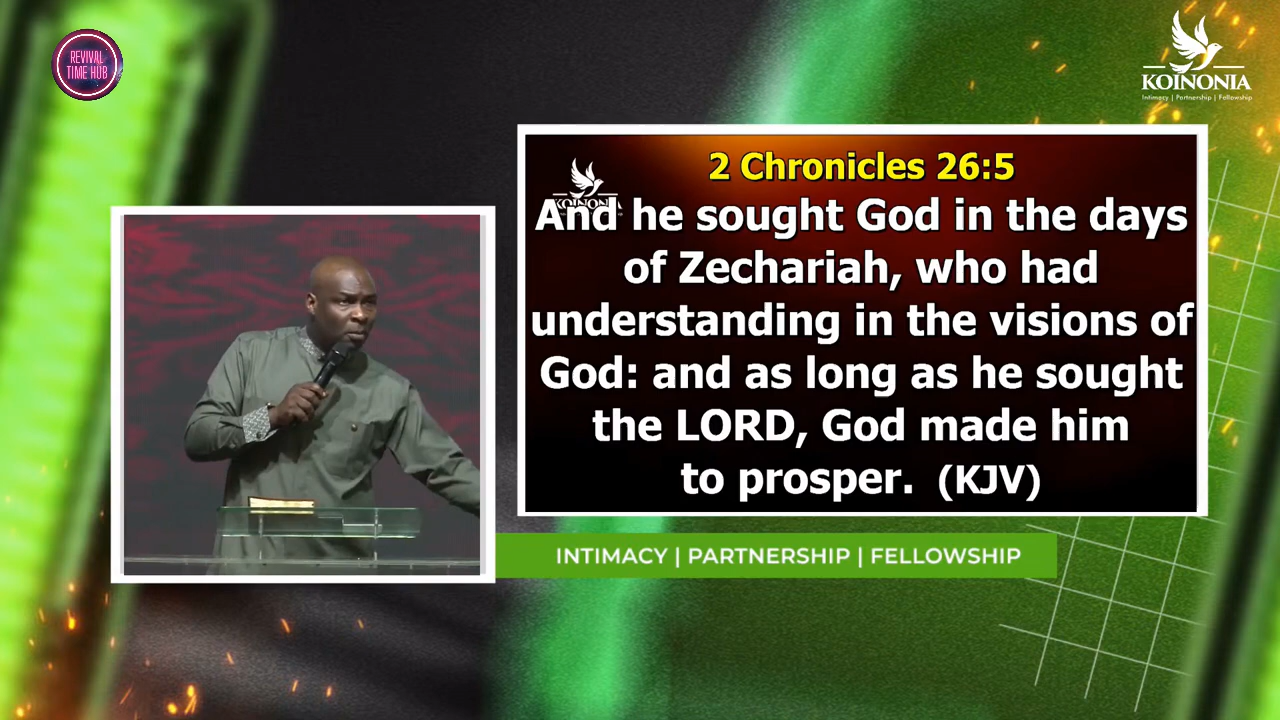 REVIVAL
TIME HUB
KOINONIA
Intimacy | Partnership | Fellowship
2 Chronicles 26:5
KOINONIA
And he sought God in the days
of Zechariah, who had
understanding in the visions of
God: and as long as he sought
the LORD, God made him
to prosper. (KJV)
INTIMACY | PARTNERSHIP | FELLOWSHIP